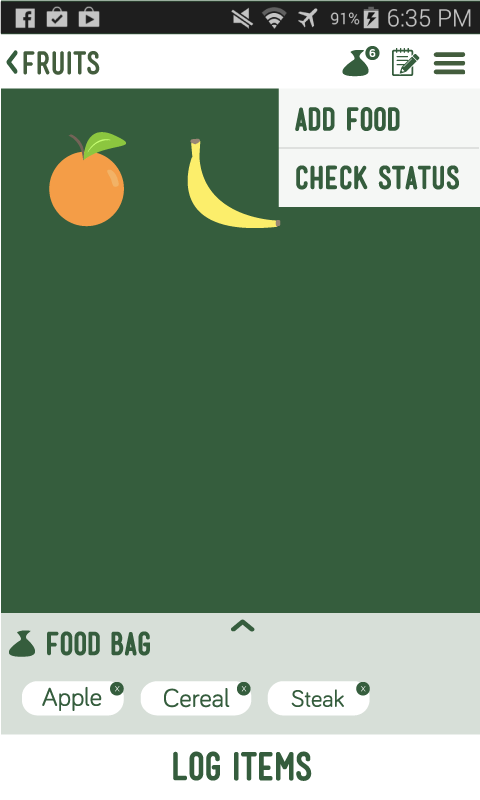 91% 6:35 PM
FRUITS 6
ADD FOOD
CHECK STATUS
FOOD BAG
Apple x Cereal x Steak x
LOG ITEMS